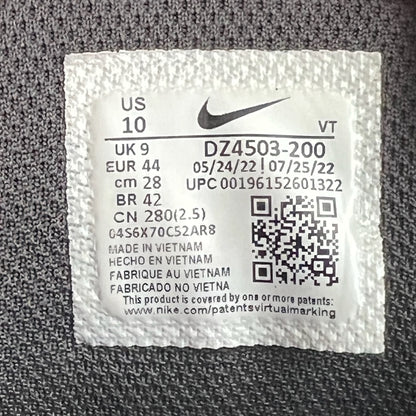 US
10
VT
UK 9
DZ4503-200
EUR 44
05/24/22 | 07/25/22
cm 28
UPC 00196152601322
BR 42
CN 280(2.5)
04S6X70C52AR8
MADE IN VIETNAM
HECHO EN VIETNAM
FABRIQUE AU VIETNAM
FABRICADO NO VIETNA
This product is covered by one or more patents:
www.nike.com/patentsvirtualmarking